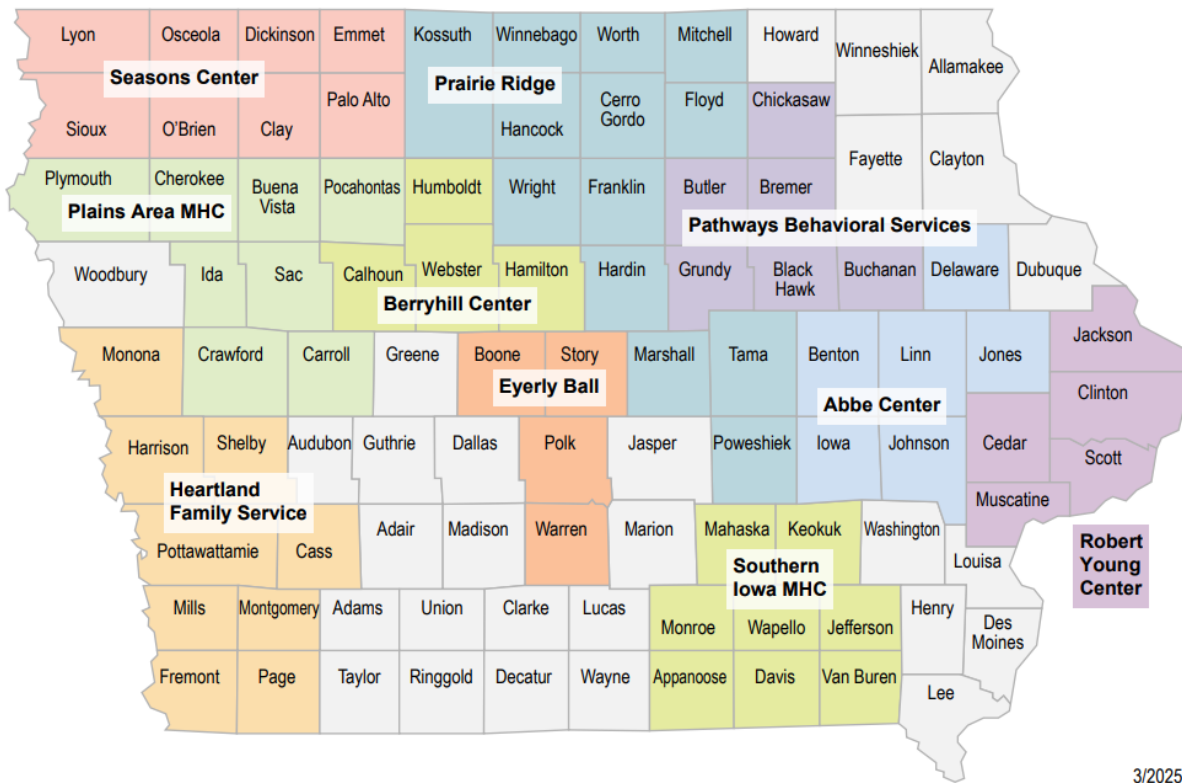 Lyon
Osceola
Dickinson
Emmet
Kossuth
Winnebago
Worth
Mitchell
Howard
Winneshiek
Allamakee
Seasons Center
Prairie Ridge
Sioux
O'Brien
Clay
Palo Alto
Hancock
Cerro
Gordo
Floyd
Chickasaw
Fayette
Clayton
Plymouth
Cherokee
Buena
Vista
Pocahontas
Humboldt
Wright
Franklin
Butler
Bremer
Plains Area MHC
Pathways Behavioral Services
Woodbury
Ida
Sac
Calhoun
Webster
Hamilton
Hardin
Grundy
Black
Hawk
Buchanan
Delaware
Dubuque
Berryhill Center
Monona
Crawford
Carroll
Greene
Boone
Story
Marshall
Tama
Benton
Linn
Jones
Jackson
Eyerly Ball
Abbe Center
Clinton
Harrison
Shelby
Audubon
Guthrie
Dallas
Polk
Jasper
Poweshiek
Iowa
Johnson
Cedar
Scott
Muscatine
Heartland
Family Service
Pottawattamie
Cass
Adair
Madison
Warren
Marion
Mahaska
Keokuk
Washington
Louisa
Southern
Iowa MHC
Robert
Young
Center
Mills
Montgomery
Adams
Union
Clarke
Lucas
Monroe
Wapello
Jefferson
Henry
Des
Moines
Fremont
Page
Taylor
Ringgold
Decatur
Wayne
Appanoose
Davis
Van Buren
Lee
3/2025